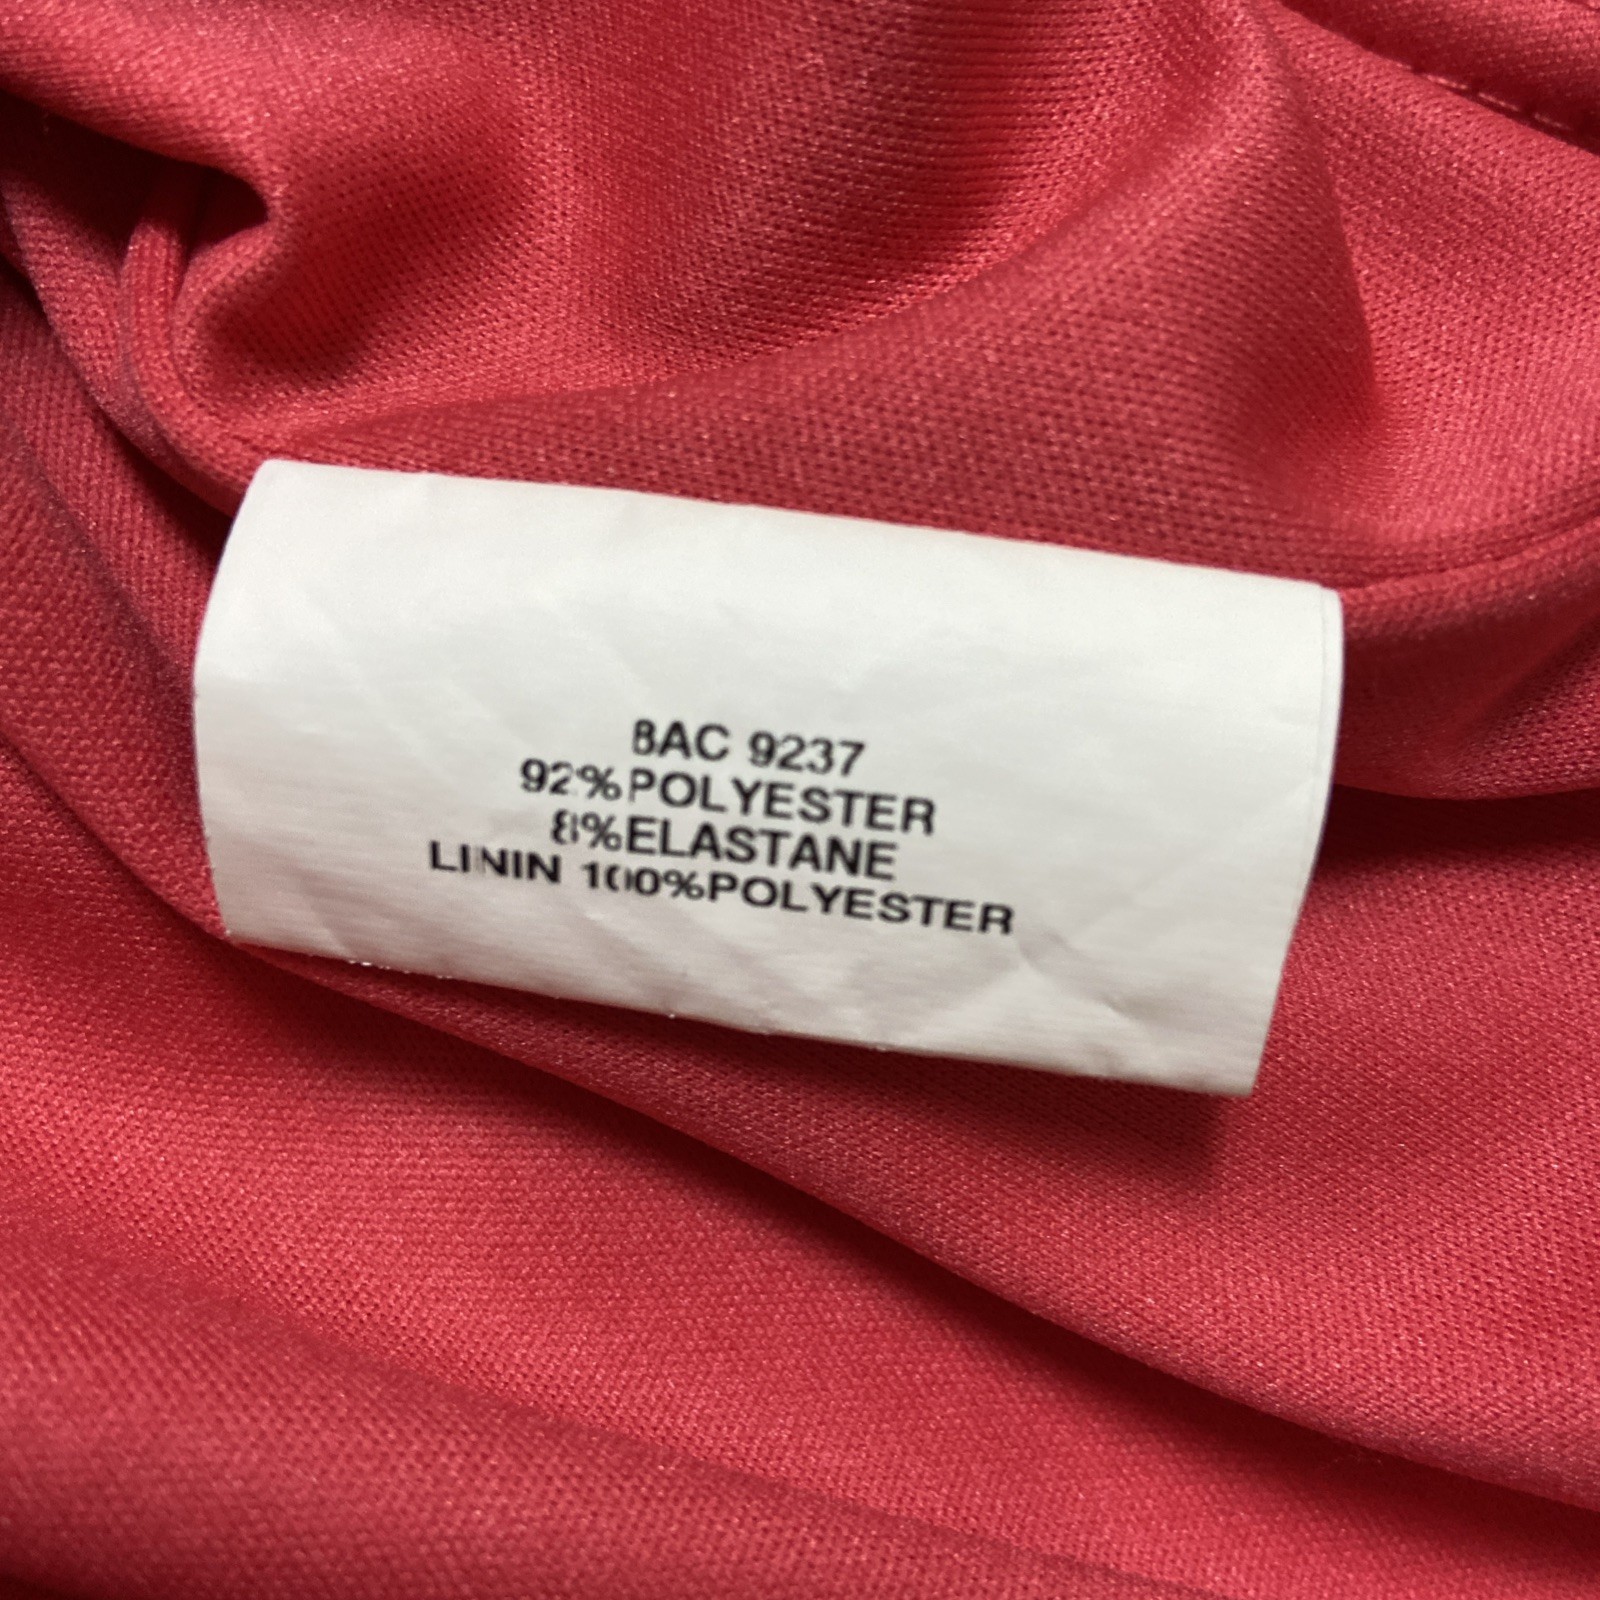 BAC 9237
92%POLYESTER
8%ELASTANE
LININ 100%POLYESTER